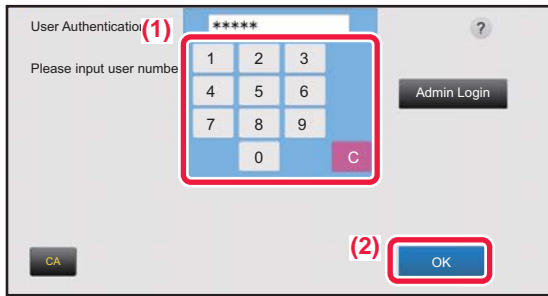 User Authentication
(1)
*****
?
Please input user numbe
1 2 3
4 5 6
7 8 9
0 C
Admin Login
(2)
CA
OK